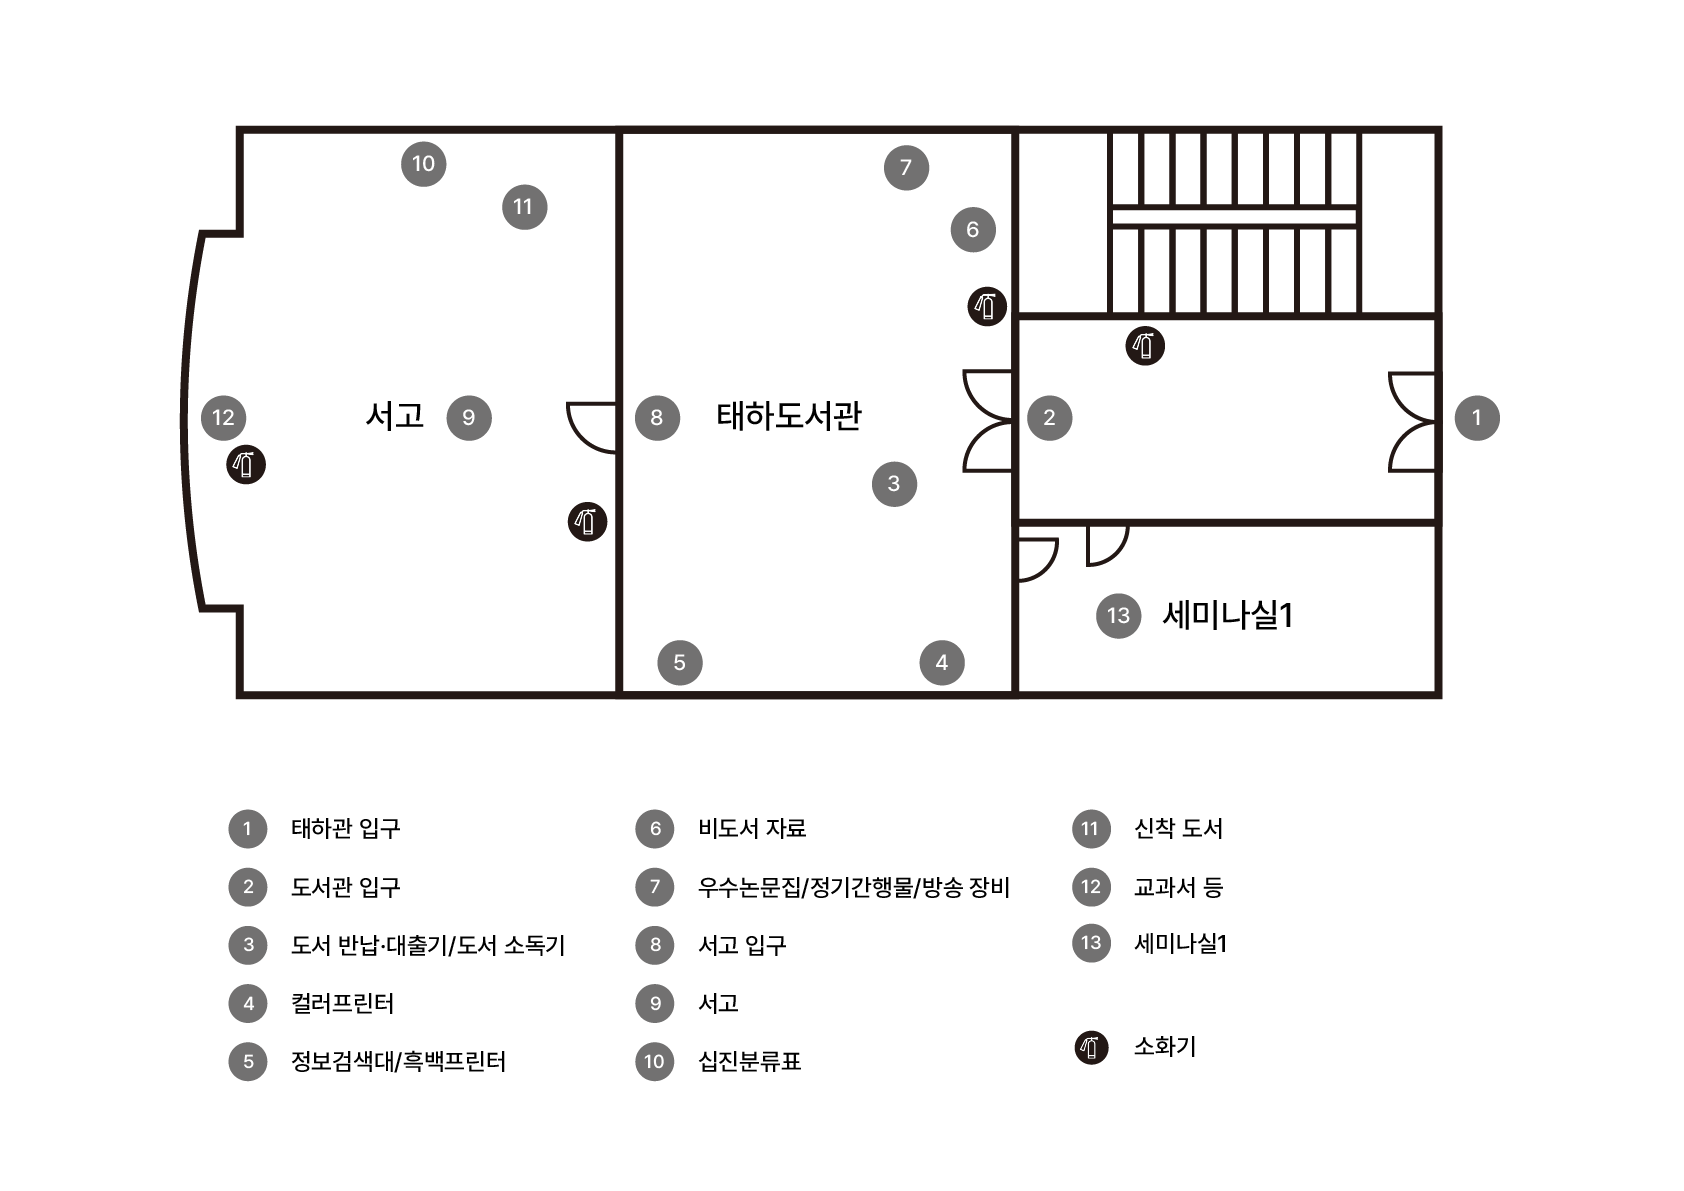 10
11
7
6
12
서고 9
8
태하도서관
2
1
3
13 세미나실1
5
4
1 태하관 입구
2 도서관 입구
3 도서 반납·대출기/도서 소독기
4 컬러프린터
5 정보검색대/흑백프린터
6 비도서 자료
7 우수논문집/정기간행물/방송 장비
8 서고 입구
9 서고
10 십진분류표
11 신착 도서
12 교과서 등
13 세미나실1
소화기